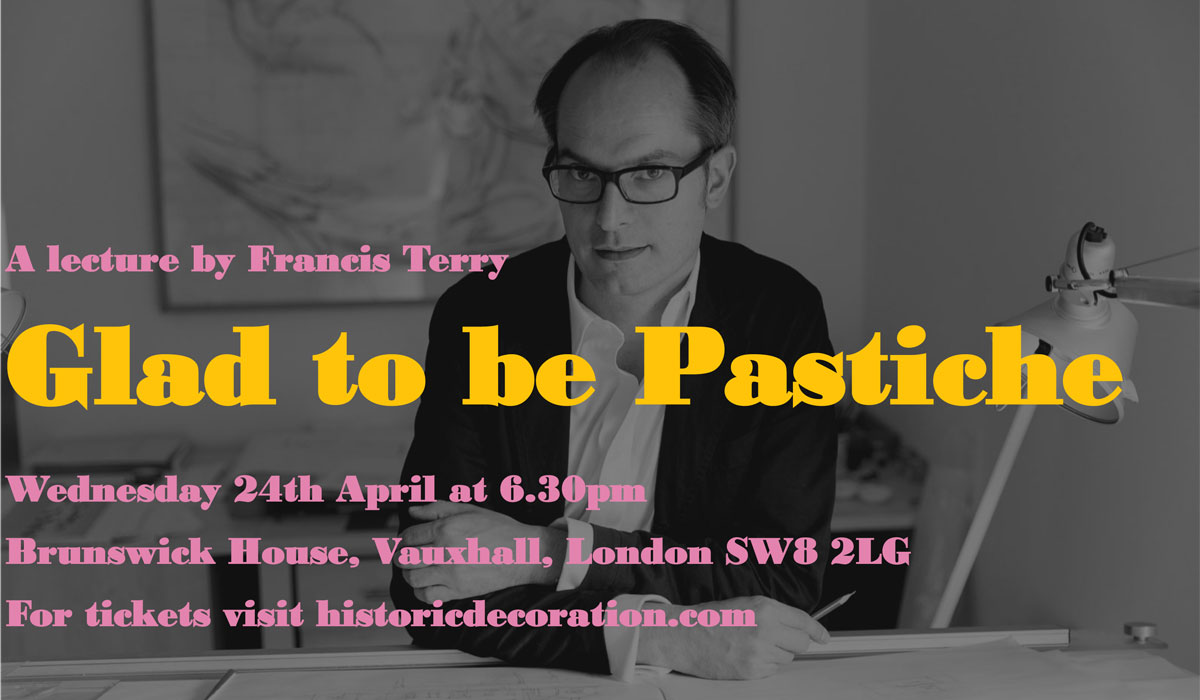 A lecture by Francis Terry
Glad to be Pastiche
Wednesday 24th April at 6.30pm
Brunswick House, Vauxhall, London SW8 2LG
For tickets visit historicdecoration.com